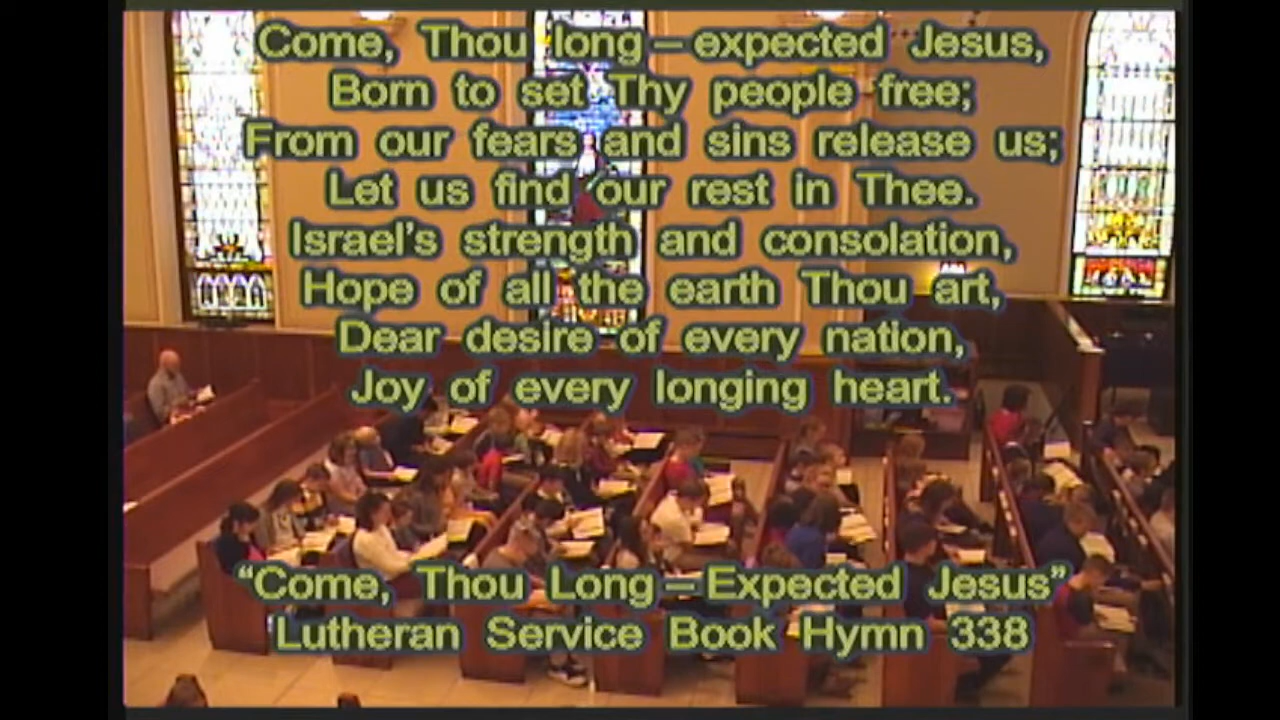 Come, Thou long – expected Jesus,
Born to set Thy people free;
From our fears and sins release us;
Let us find our rest in Thee.
Israel's strength and consolation,
Hope of all the earth Thou art,
Dear desire of every nation,
Joy of every longing heart.
“Come, Thou Long – Expected Jesus”
Lutheran Service Book Hymn 338